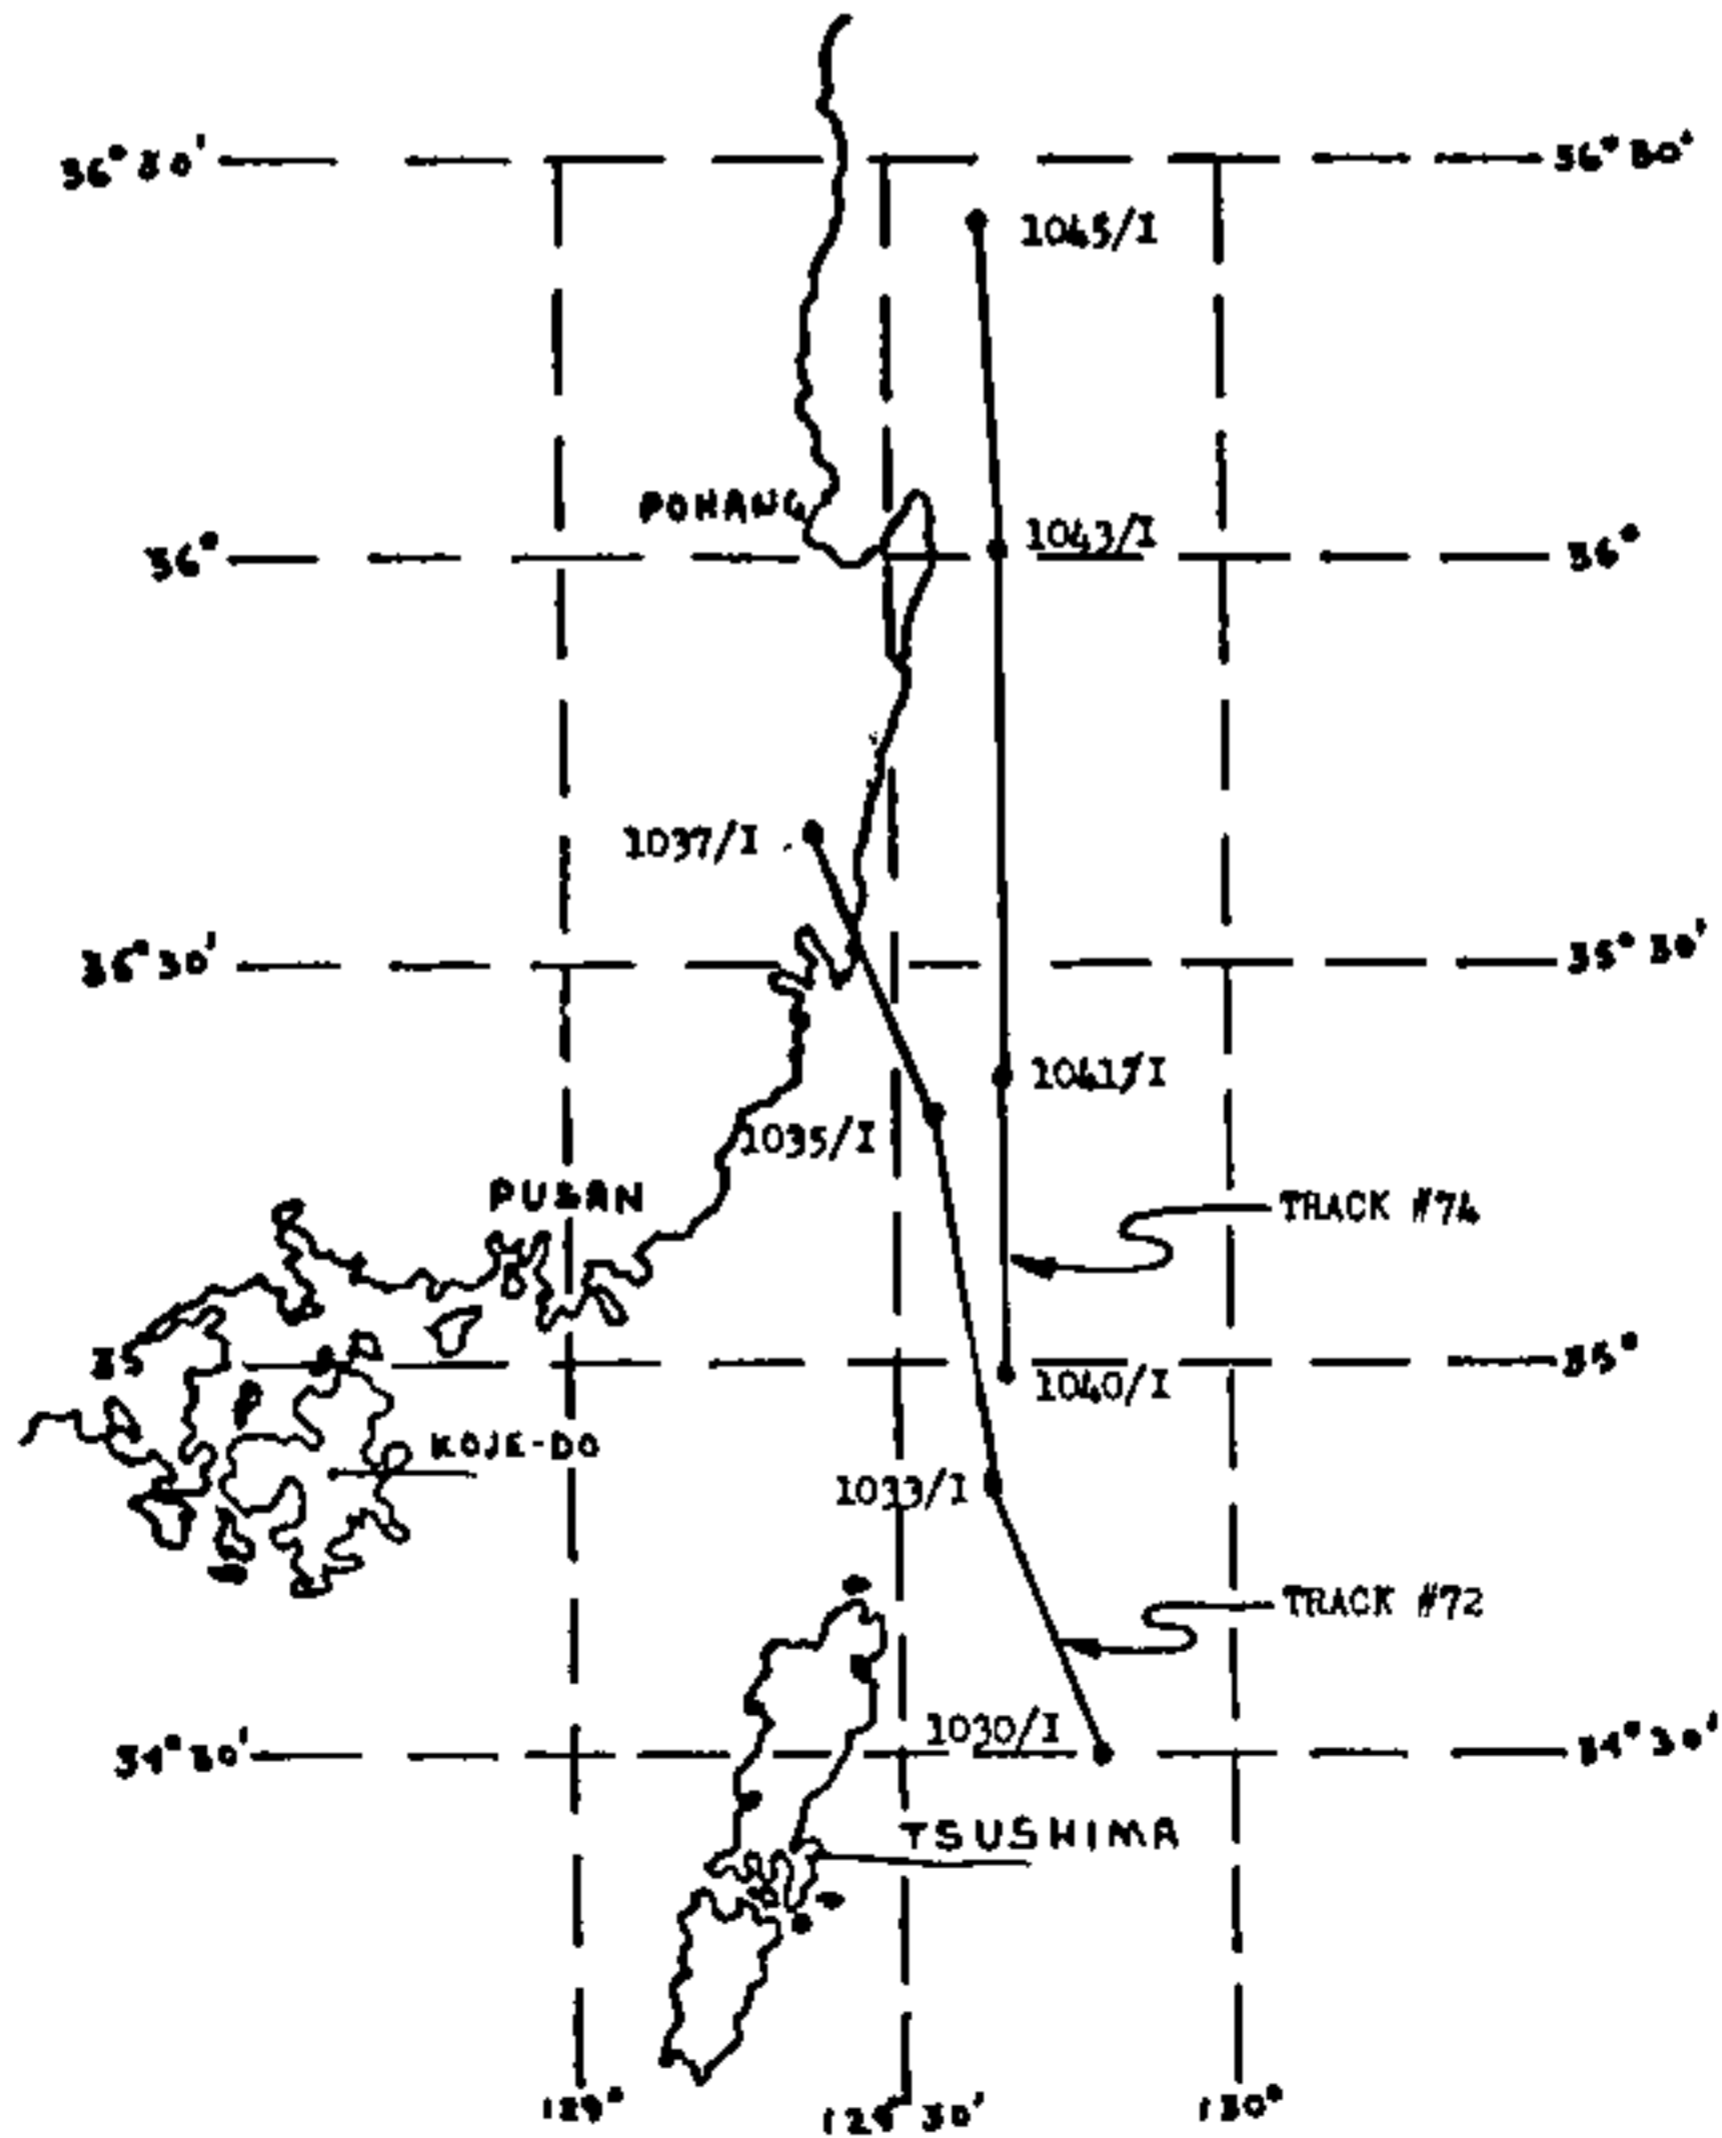 36° 30' 36° 30'
1045/I
POHANG
1043/I
36° 36°
1037/I
36° 30' 35° 30'
1041/I
1035/I
PUSAN
TRACK #74
35 35°
1040/I
KOJE-DO
1033/I
TRACK #72
1030/I
34° 30' 34° 30'
TSUSHIMA
129° 129 30' 130°